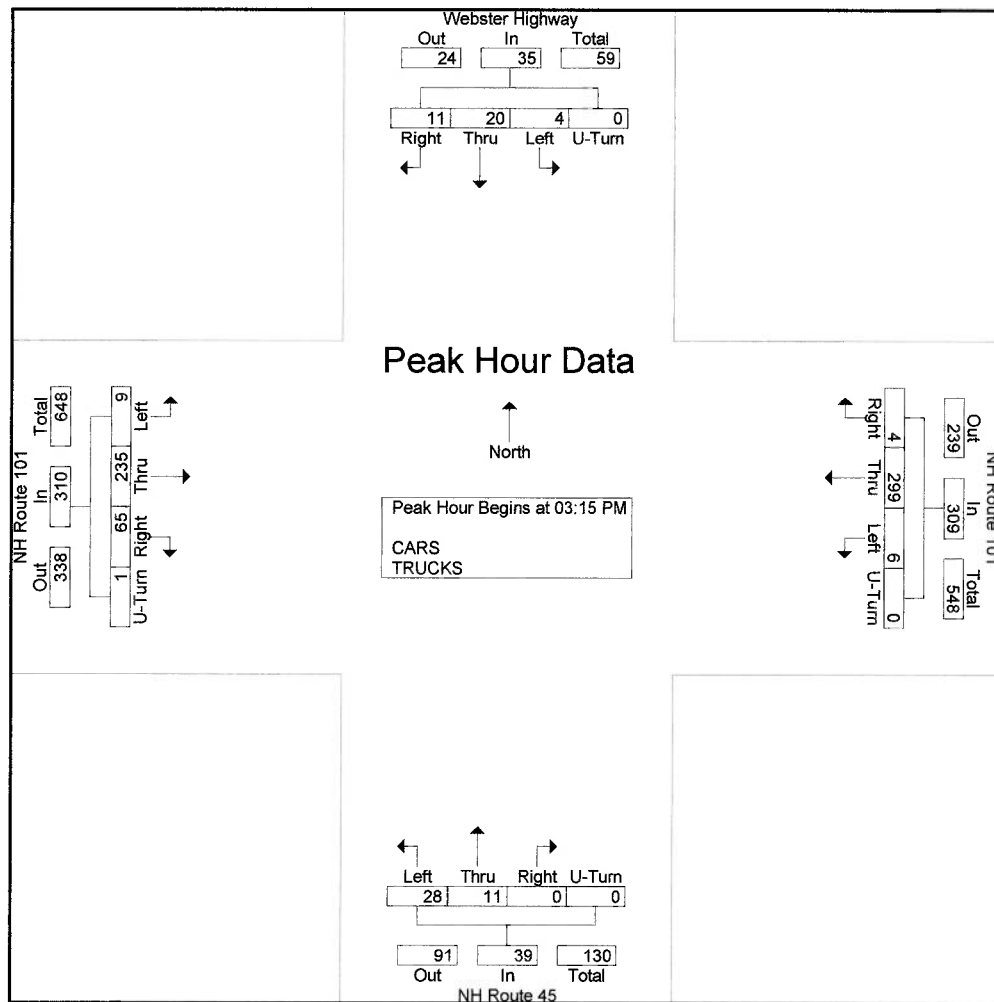 Webster Highway
Out In Total
24 35 59
11 20 4 0
Right Thru Left U-Turn
Peak Hour Data
North
Peak Hour Begins at 03:15 PM
CARS
TRUCKS
NH Route 101
Total In Out
648 310 338
9 235 65 1
Left Thru Right U-Turn
Right Thru Left U-Turn
4 299 6 0
239 309 548
Out In Total
NH Route 101
Left Thru Right U-Turn
28 11 0 0
91 39 130
Out In Total
NH Route 45